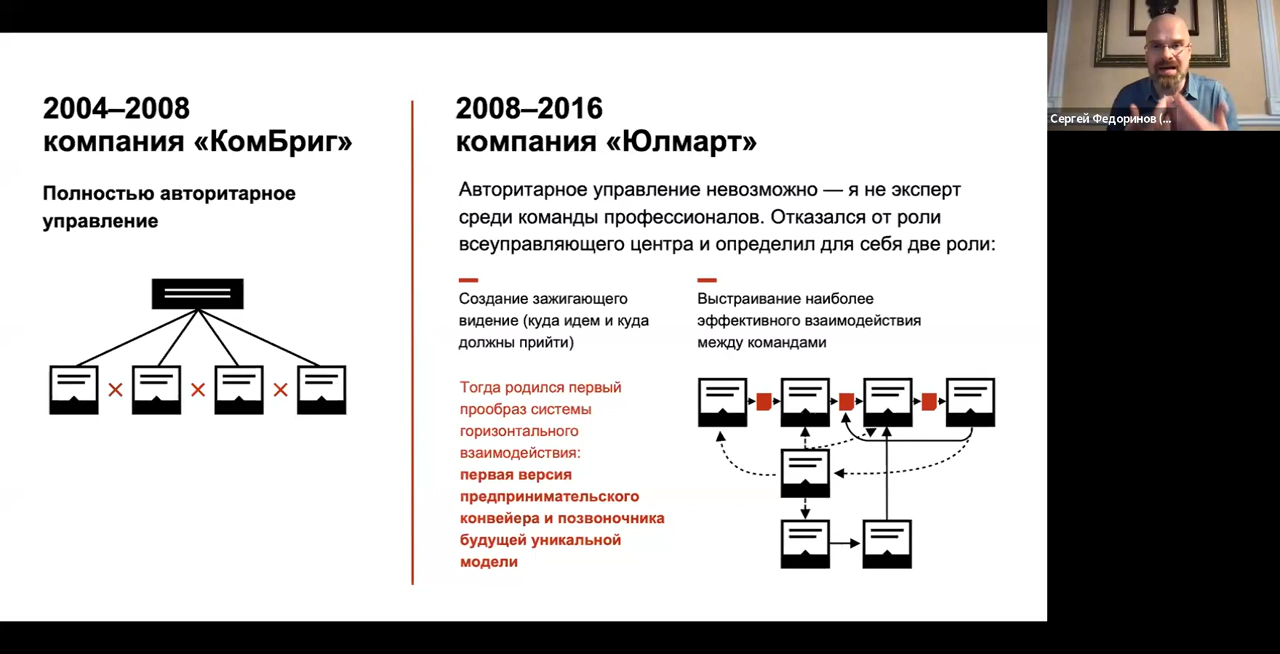 2004–2008
компания «КомБриг»
Полностью авторитарное
управление
2008–2016
компания «Юлмарт»
Авторитарное управление невозможно — я не эксперт
среди команды профессионалов. Отказался от роли
всеуправляющего центра и определил для себя две роли:
Создание зажигающего
видение (куда идем и куда
должны прийти)
Выстраивание наиболее
эффективного взаимодействия
между командами
Тогда родился первый
прообраз системы
горизонтального
взаимодействия:
первая версия
предпринимательского
конвейера и позвоночника
будущей уникальной
модели
Сергей Федоринов (...